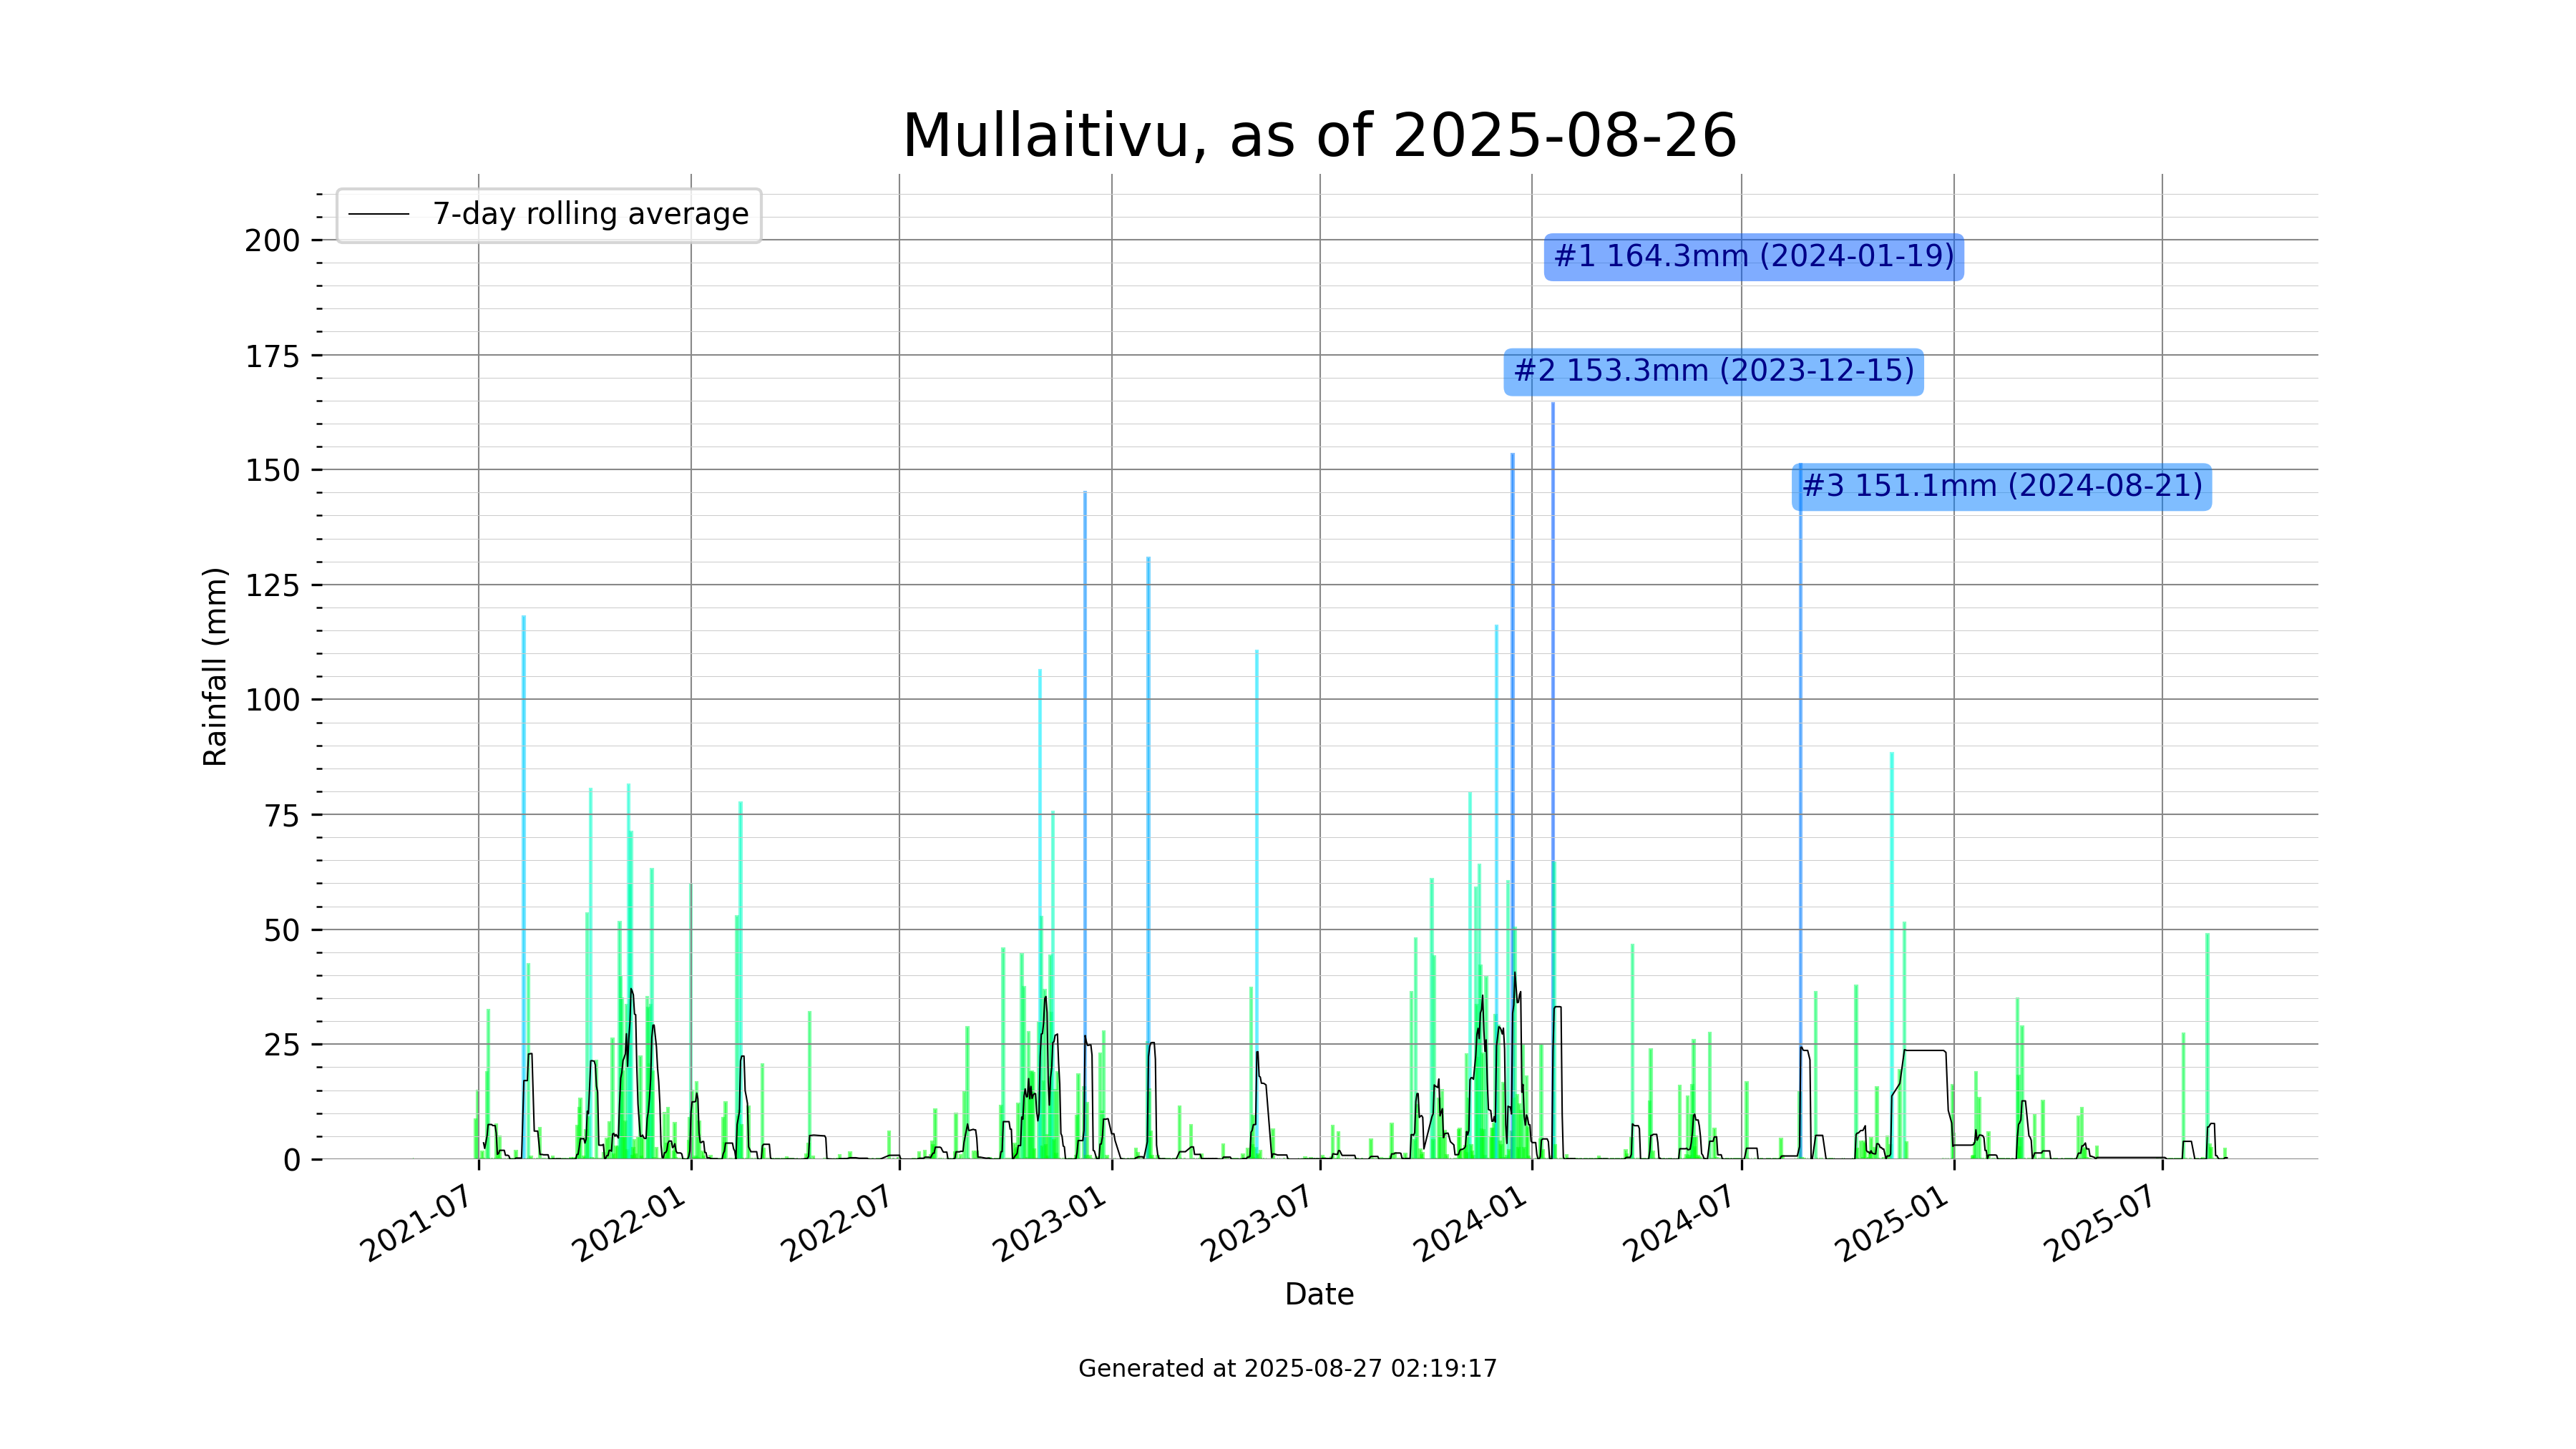 Mullaitivu, as of 2025-08-26
7-day rolling average
200
175
150
125
100
75
50
25
0
Rainfall (mm)
#1 164.3mm (2024-01-19)
#2 153.3mm (2023-12-15)
#3 151.1mm (2024-08-21)
2021-07
2022-01
2022-07
2023-01
2023-07
2024-01
2024-07
2025-01
2025-07
Date
Generated at 2025-08-27 02:19:17